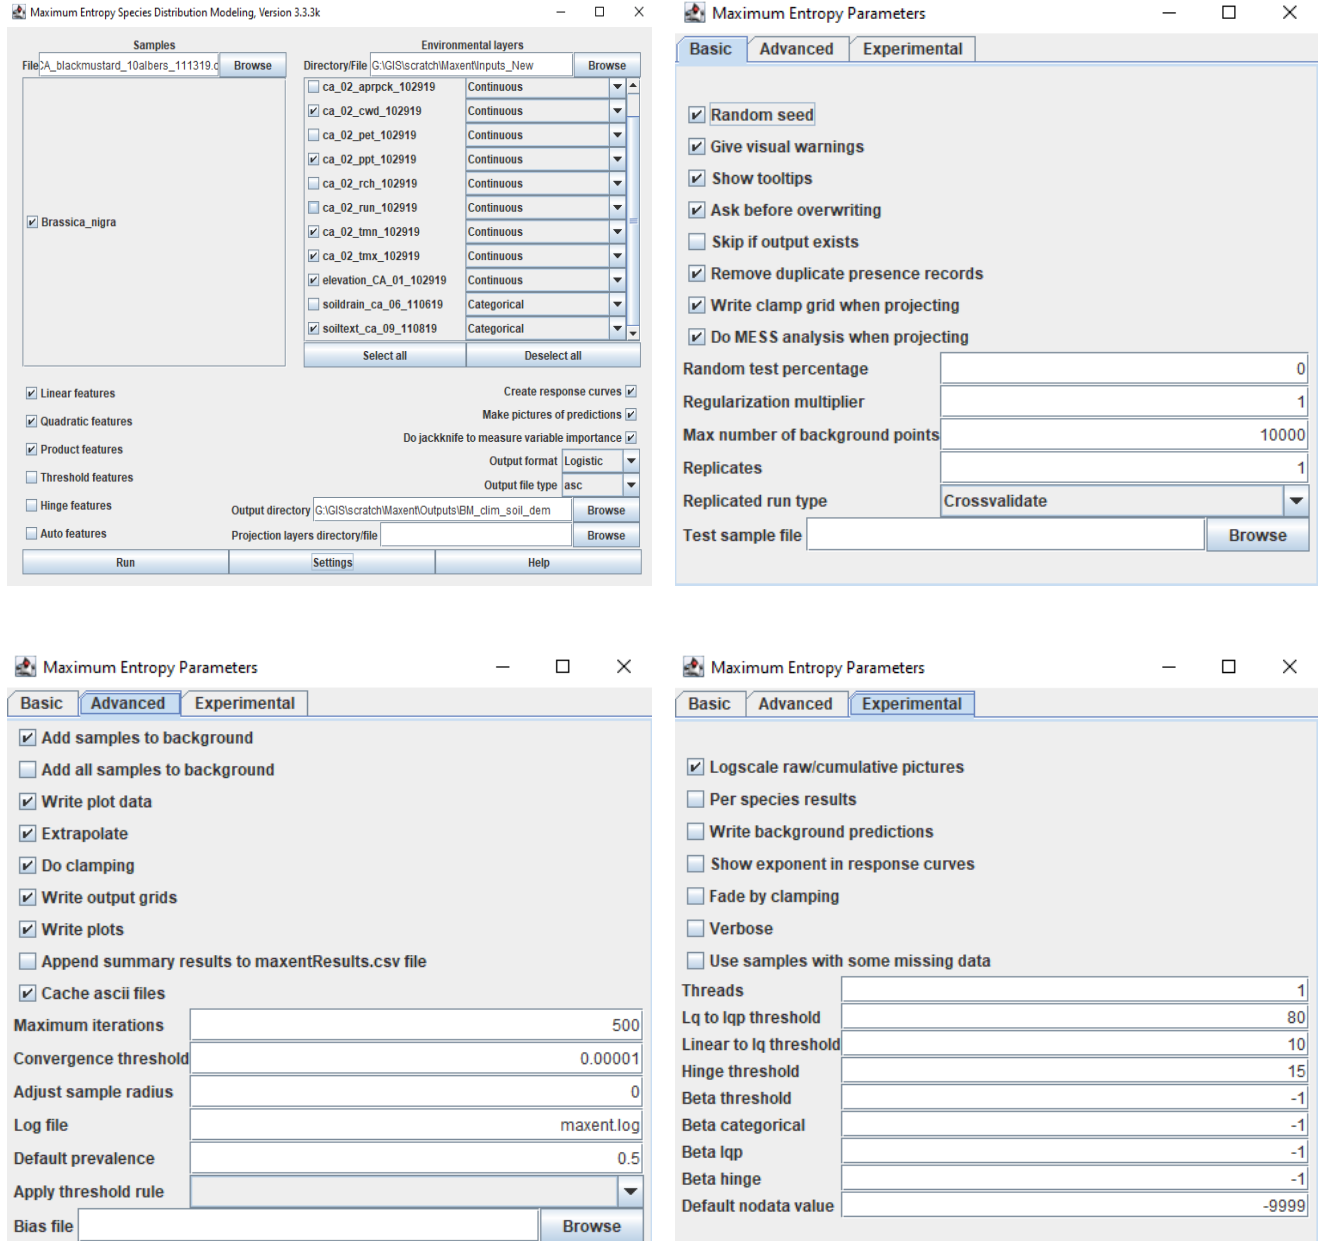 Maximum Entropy Species Distribution Modeling, Version 3.3.3k
Samples
File CA_blackmustard_10albers_111319.c Browse
Brassica_nigra
Environmental layers
Directory/File G:\GIS\scratch\Maxent\Inputs_New Browse
ca_02_aprpck_102919 Continuous
ca_02_cwd_102919 Continuous
ca_02_pet_102919 Continuous
ca_02_ppt_102919 Continuous
ca_02_rch_102919 Continuous
ca_02_run_102919 Continuous
ca_02_tmn_102919 Continuous
ca_02_tmx_102919 Continuous
elevation_CA_01_102919 Continuous
soildrain_ca_06_110619 Categorical
soiltext_ca_09_110819 Categorical
Select all Deselect all
Linear features
Quadratic features
Product features
Threshold features
Hinge features
Auto features
Create response curves
Make pictures of predictions
Do jackknife to measure variable importance
Output format Logistic
Output file type asc
Output directory G:\GIS\scratch\Maxent\Outputs\BM_clim_soil_dem Browse
Projection layers directory/file Browse
Run Settings Help
Maximum Entropy Parameters
Basic Advanced Experimental
Random seed
Give visual warnings
Show tooltips
Ask before overwriting
Skip if output exists
Remove duplicate presence records
Write clamp grid when projecting
Do MESS analysis when projecting
Random test percentage 0
Regularization multiplier 1
Max number of background points 10000
Replicates 1
Replicated run type Crossvalidate
Test sample file Browse
Maximum Entropy Parameters
Basic Advanced Experimental
Add samples to background
Add all samples to background
Write plot data
Extrapolate
Do clamping
Write output grids
Write plots
Append summary results to maxentResults.csv file
Cache ascii files
Maximum iterations 500
Convergence threshold 0.00001
Adjust sample radius 0
Log file maxent.log
Default prevalence 0.5
Apply threshold rule
Bias file Browse
Maximum Entropy Parameters
Basic Advanced Experimental
Logscale raw/cumulative pictures
Per species results
Write background predictions
Show exponent in response curves
Fade by clamping
Verbose
Use samples with some missing data
Threads 1
Lq to lqp threshold 80
Linear to lq threshold 10
Hinge threshold 15
Beta threshold -1
Beta categorical -1
Beta lqp -1
Beta hinge -1
Default nodata value -9999